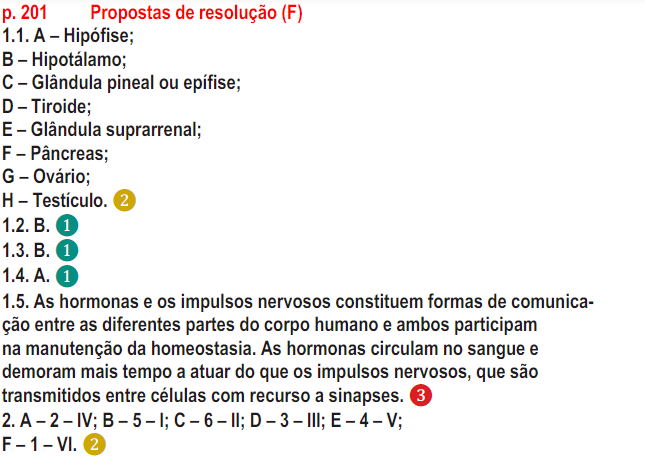 p. 201 Propostas de resolução (F)
1.1. A – Hipófise;
B – Hipotálamo;
C – Glândula pineal ou epífise;
D – Tiroide;
E – Glândula suprarrenal;
F – Pâncreas;
G – Ovário;
H – Testículo. 2
1.2. B. 1
1.3. B. 1
1.4. A. 1
1.5. As hormonas e os impulsos nervosos constituem formas de comunica-
ção entre as diferentes partes do corpo humano e ambos participam
na manutenção da homeostasia. As hormonas circulam no sangue e
demoram mais tempo a atuar do que os impulsos nervosos, que são
transmitidos entre células com recurso a sinapses. 3
2. A – 2 – IV; B – 5 – I; C – 6 – II; D – 3 – III; E – 4 – V;
F – 1 – VI. 2